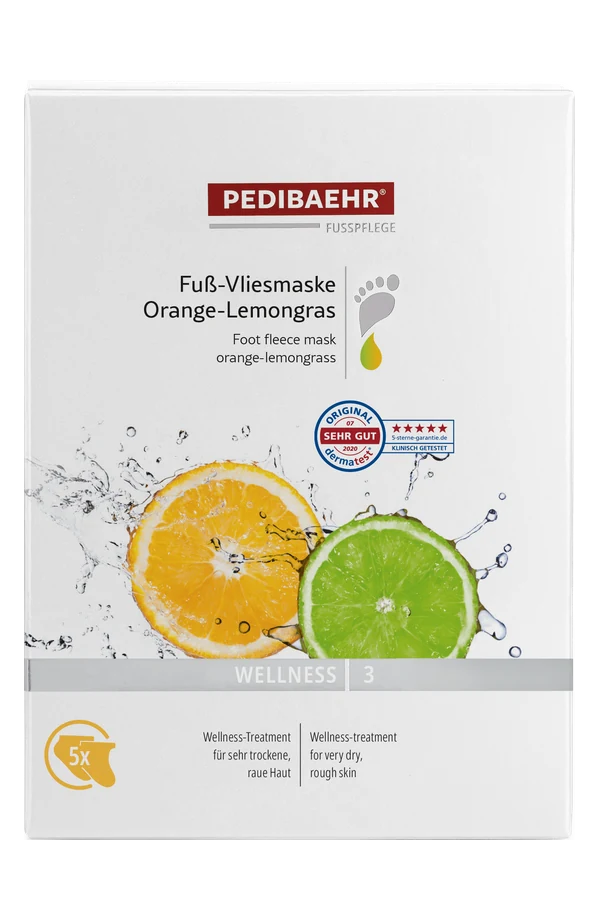 PEDIBAEHR®
FUSSPFLEGE
Fuß-Vliesmaske
Orange-Lemongras
Foot fleece mask
orange-lemongrass
ORIGINAL
07
SEHR GUT
2020
dermatest®
★★★★★
5-sterne-garantie.de
KLINISCH GETESTET
WELLNESS 3
5x
Wellness-Treatment
für sehr trockene,
raue Haut
Wellness-treatment
for very dry,
rough skin